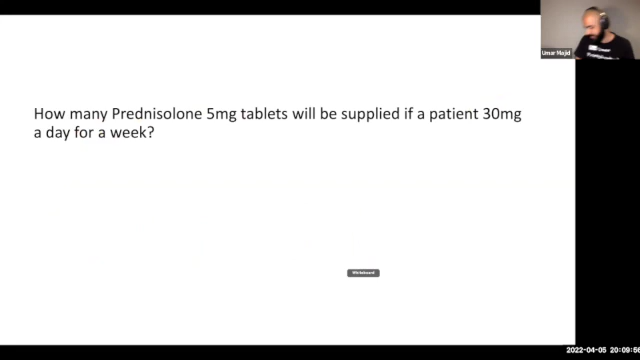 How many Prednisolone 5mg tablets will be supplied if a patient 30mg
a day for a week?
Umar Majid
Whiteboard
2022-04-05 20:09:56